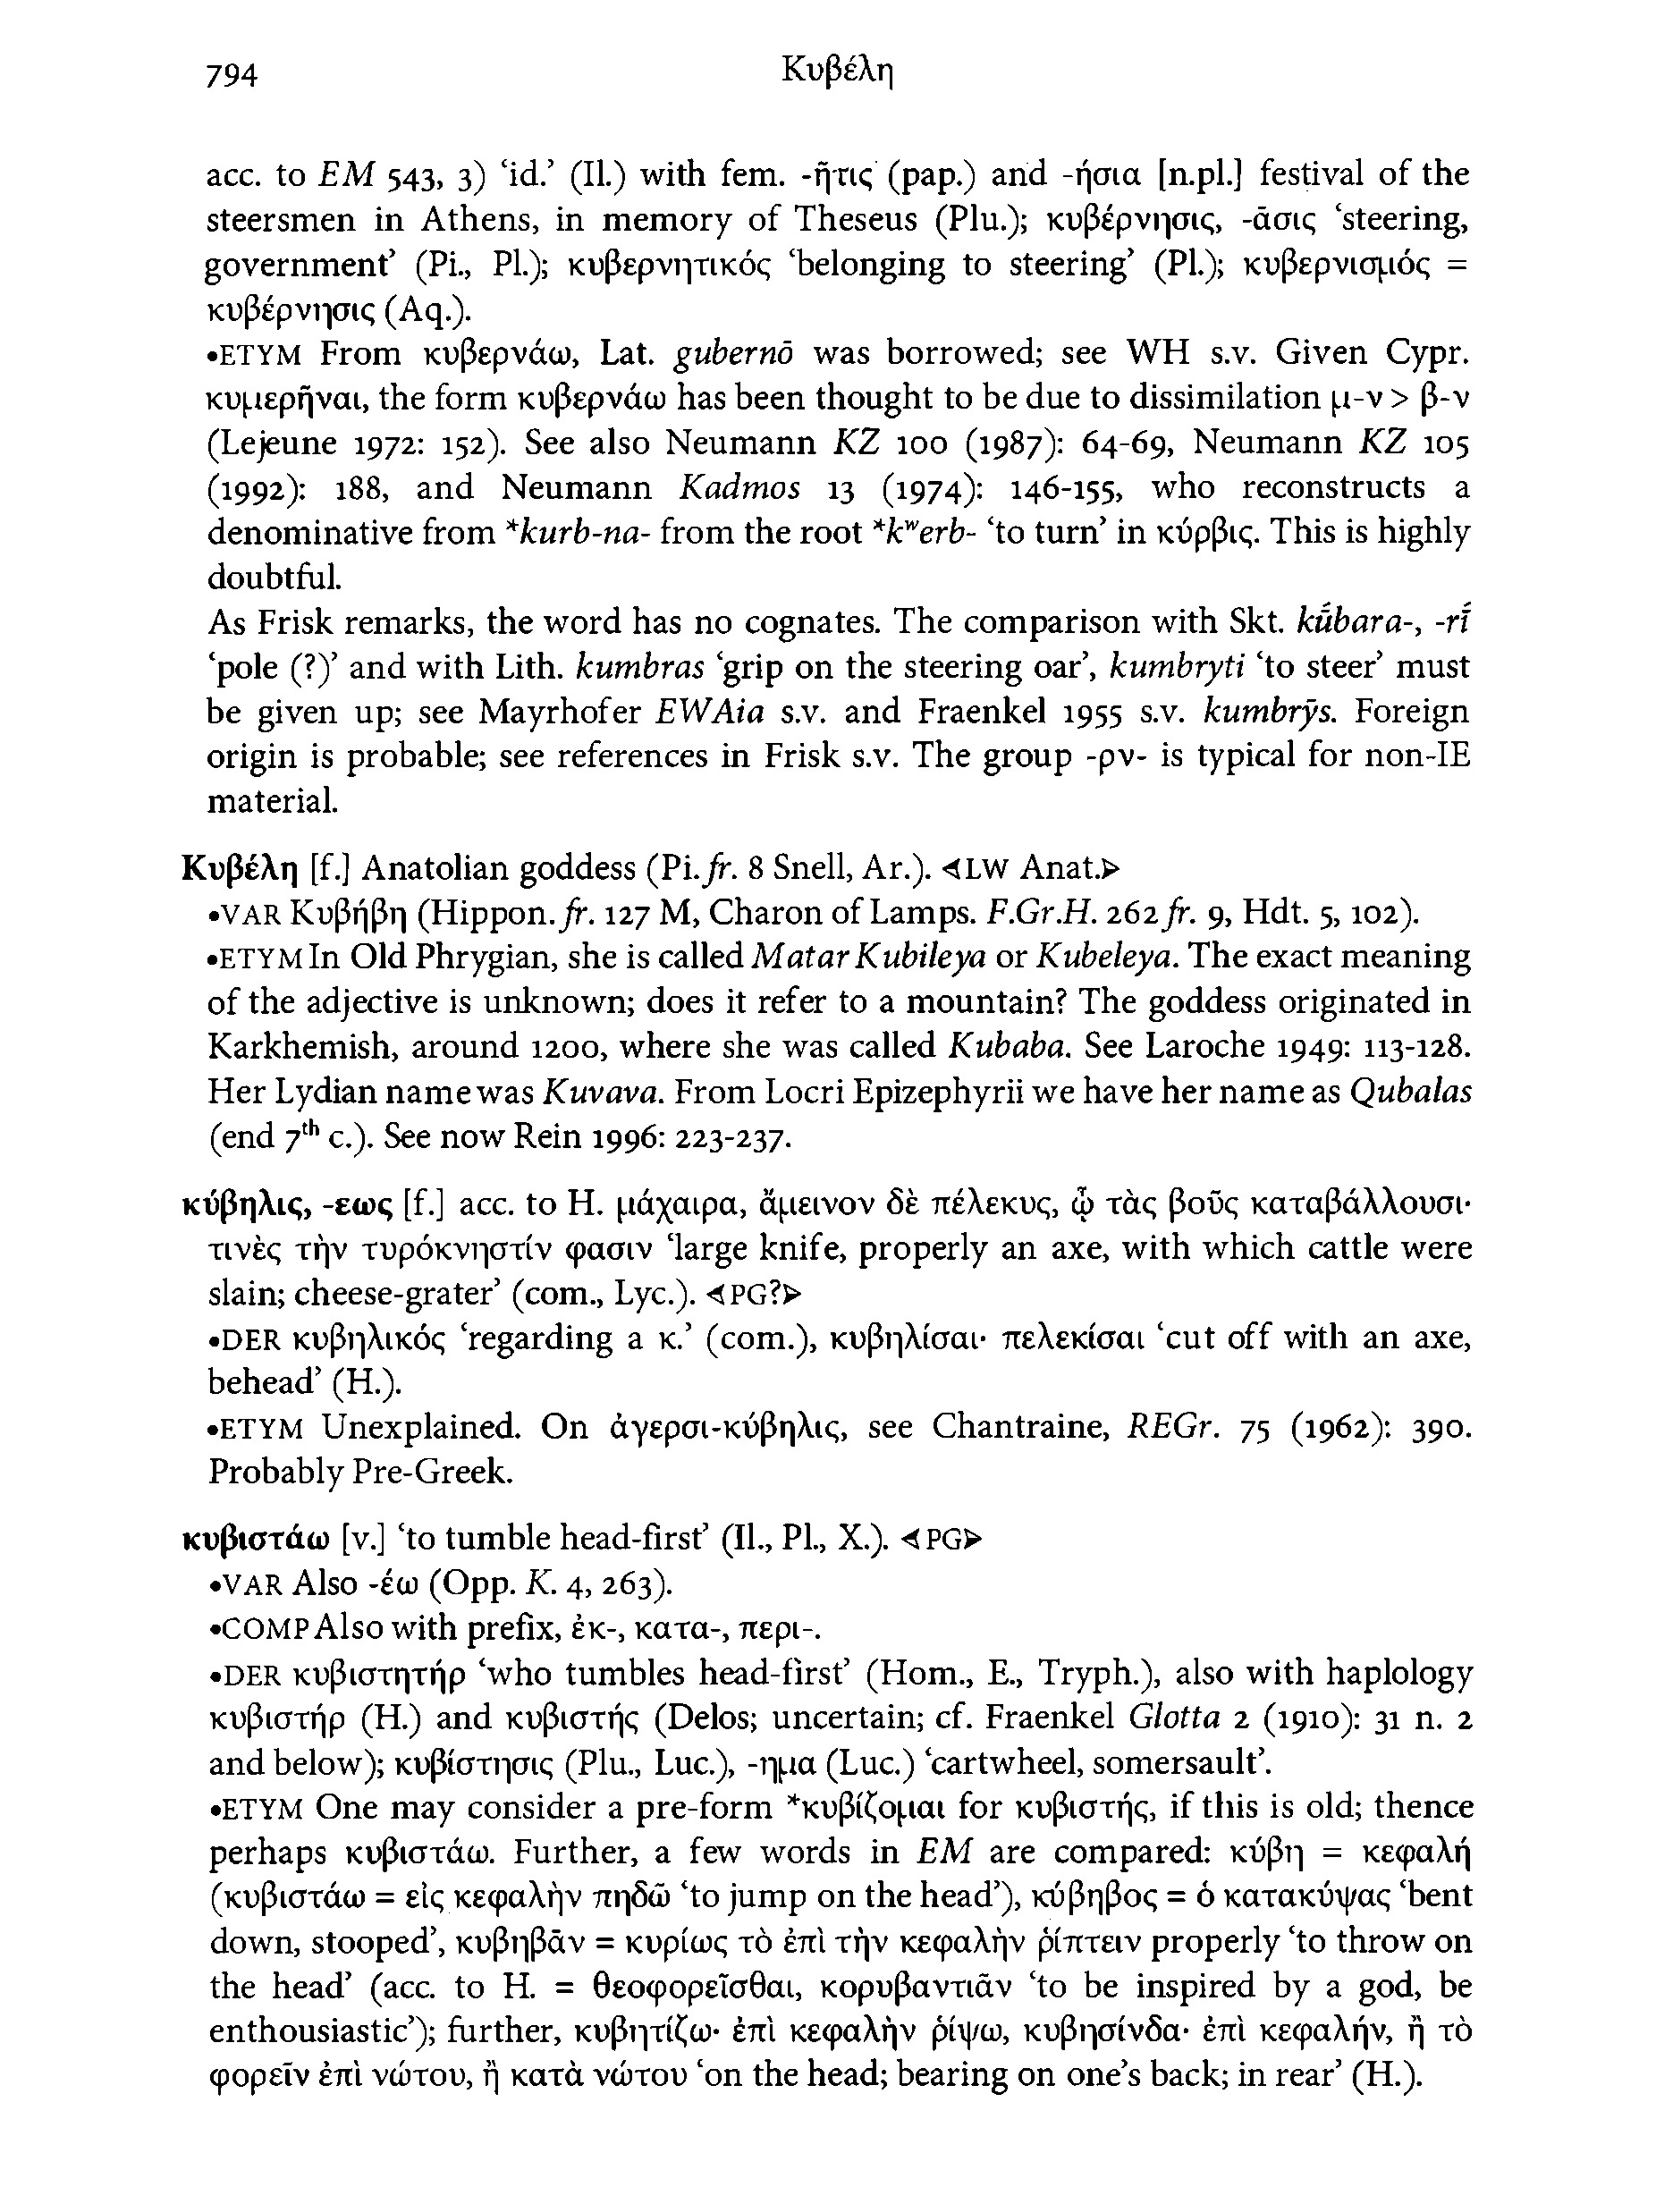 794
Κυβέλη
acc. to EM 543, 3) ‘id.’ (Il.) with fem. -ῆτις (pap.) and -ήσια [n.pl.] festival of the
steersmen in Athens, in memory of Theseus (Plu.); κυβέρνησις, -ᾱσις ‘steering,
government’ (Pi., Pl.); κυβερνητικός ‘belonging to steering’ (Pl.); κυβερνισμός =
κυβέρνησις (Aq.).
•ETYM From κυβερνάω, Lat. gubernō was borrowed; see WH s.v. Given Cypr.
κυμερῆναι, the form κυβερνάω has been thought to be due to dissimilation μ-ν > β-ν
(Lejeune 1972: 152). See also Neumann KZ 100 (1987): 64-69, Neumann KZ 105
(1992): 188, and Neumann Kadmos 13 (1974): 146-155, who reconstructs a
denominative from *kurb-na- from the root *kʷerb- ‘to turn’ in κύρβις. This is highly
doubtful.
As Frisk remarks, the word has no cognates. The comparison with Skt. kū́bara-, -rī́
‘pole (?)’ and with Lith. kumbras ‘grip on the steering oar’, kumbryti ‘to steer’ must
be given up; see Mayrhofer EWAia s.v. and Fraenkel 1955 s.v. kumbrỹs. Foreign
origin is probable; see references in Frisk s.v. The group -ρν- is typical for non-IE
material.
Κυβέλη [f.] Anatolian goddess (Pi. fr. 8 Snell, Ar.). ⋖LW Anat.⋗
•VAR Κυβήβη (Hippon. fr. 127 M, Charon of Lamps. F.Gr.H. 262 fr. 9, Hdt. 5, 102).
•ETYM In Old Phrygian, she is called Matar Kubileya or Kubeleya. The exact meaning
of the adjective is unknown; does it refer to a mountain? The goddess originated in
Karkhemish, around 1200, where she was called Kubaba. See Laroche 1949: 113-128.
Her Lydian name was Kuvava. From Locri Epizephyrii we have her name as Qubalas
(end 7th c.). See now Rein 1996: 223-237.
κύβηλις, -εως [f.] acc. to H. μάχαιρα, ἄμεινον δὲ πέλεκυς, ᾧ τὰς βοῦς καταβάλλουσι·
τινὲς τὴν τυρόκνηστίν φασιν ‘large knife, properly an axe, with which cattle were
slain; cheese-grater’ (com., Lyc.). ⋖PG?⋗
•DER κυβηλικός ‘regarding a κ.’ (com.), κυβηλίσαι· πελεκίσαι ‘cut off with an axe,
behead’ (H.).
•ETYM Unexplained. On ἀγερσι-κύβηλις, see Chantraine, REGr. 75 (1962): 390.
Probably Pre-Greek.
κυβιστάω [v.] ‘to tumble head-first’ (Il., Pl., X.). ⋖PG⋗
•VAR Also -έω (Opp. K. 4, 263).
•COMP Also with prefix, ἐκ-, κατα-, περι-.
•DER κυβιστητήρ ‘who tumbles head-first’ (Hom., E., Tryph.), also with haplology
κυβιστήρ (H.) and κυβιστής (Delos; uncertain; cf. Fraenkel Glotta 2 (1910): 31 n. 2
and below); κυβίστησις (Plu., Luc.), -ημα (Luc.) ‘cartwheel, somersault’.
•ETYM One may consider a pre-form *κυβίζομαι for κυβιστής, if this is old; thence
perhaps κυβιστάω. Further, a few words in EM are compared: κύβη = κεφαλή
(κυβιστάω = εἰς κεφαλὴν πηδῶ ‘to jump on the head’), κύβηβος = ὁ κατακύψας ‘bent
down, stooped’, κυβηβᾶν = κυρίως τὸ ἐπὶ τὴν κεφαλὴν ῥίπτειν properly ‘to throw on
the head’ (acc. to H. = θεοφορεῖσθαι, κορυβαντιᾶν ‘to be inspired by a god, be
enthousiastic’); further, κυβητίζω· ἐπὶ κεφαλὴν ῥίψω, κυβησίνδα· ἐπὶ κεφαλήν, ἢ τὸ
φορεῖν ἐπὶ νώτου, ἢ κατὰ νώτου ‘on the head; bearing on one’s back; in rear’ (H.).